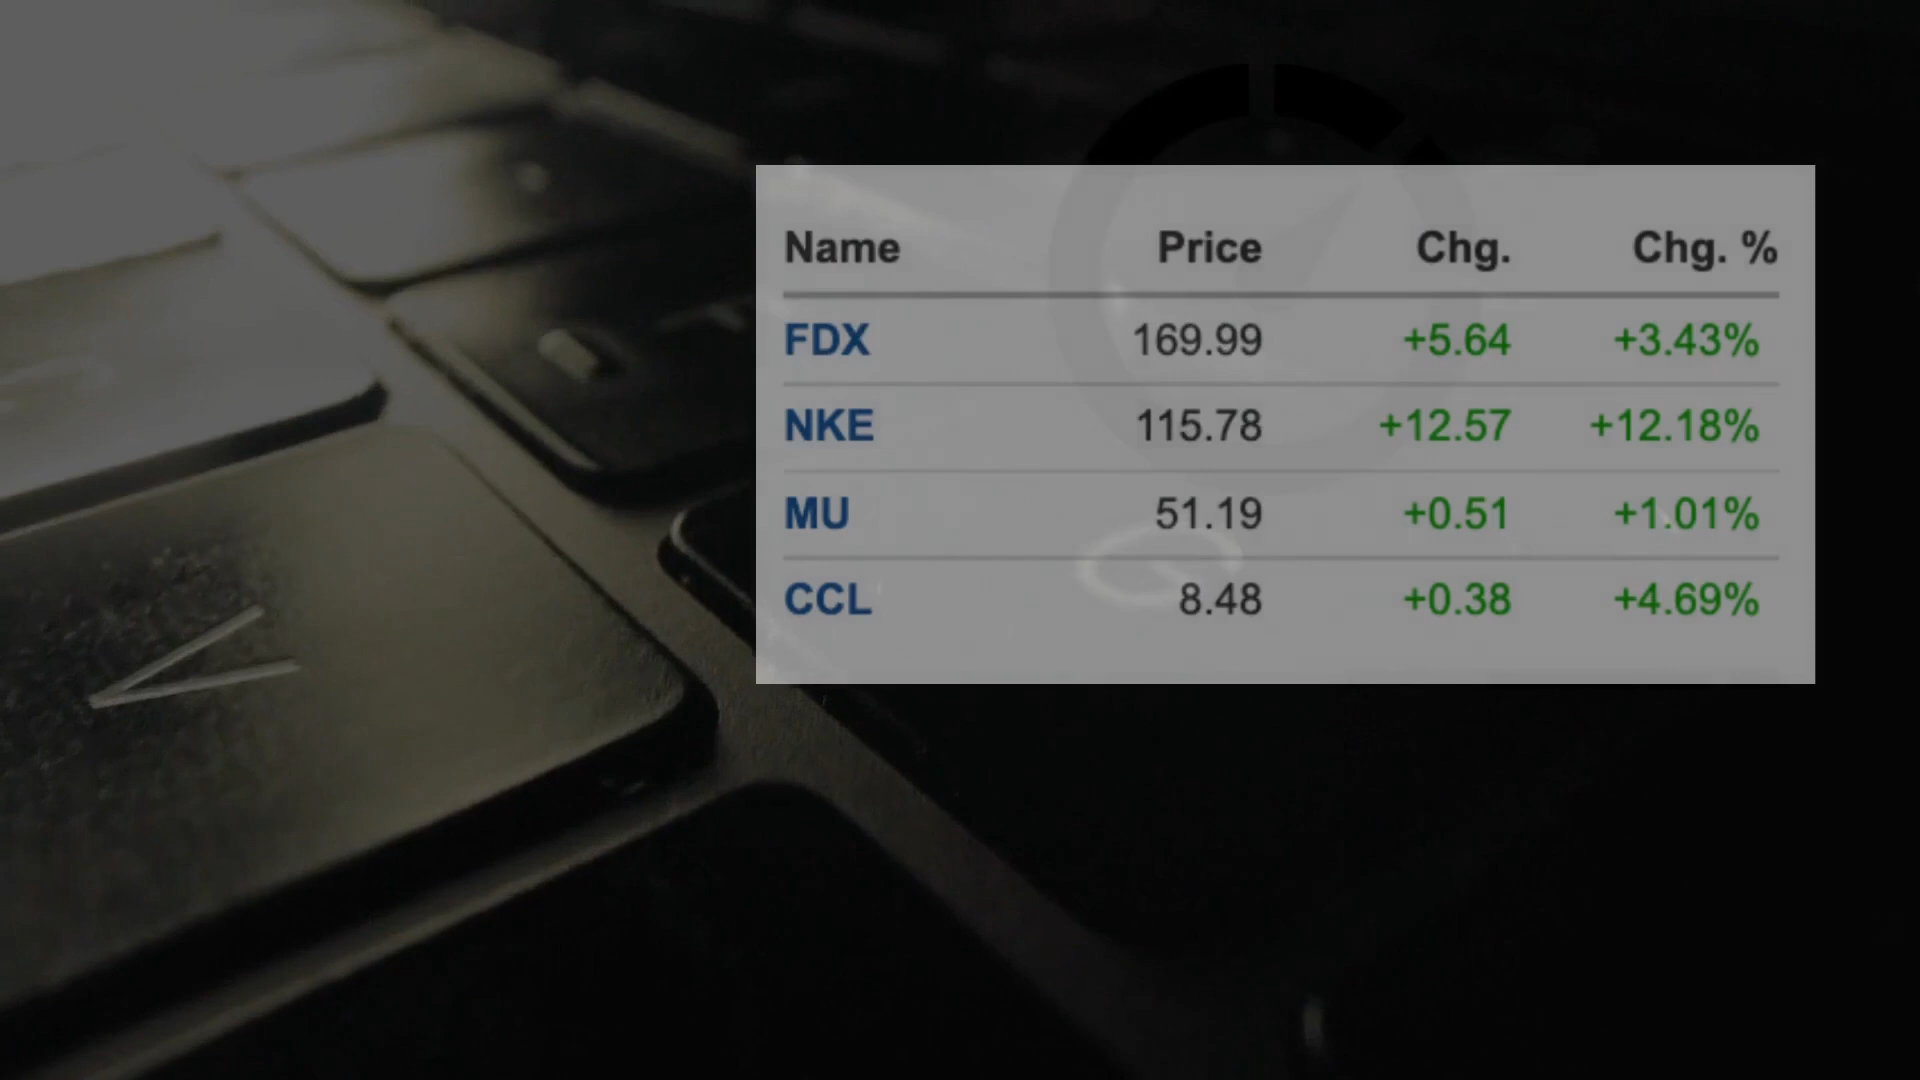 Name Price Chg. Chg. %
FDX 169.99 +5.64 +3.43%
NKE 115.78 +12.57 +12.18%
MU 51.19 +0.51 +1.01%
CCL 8.48 +0.38 +4.69%